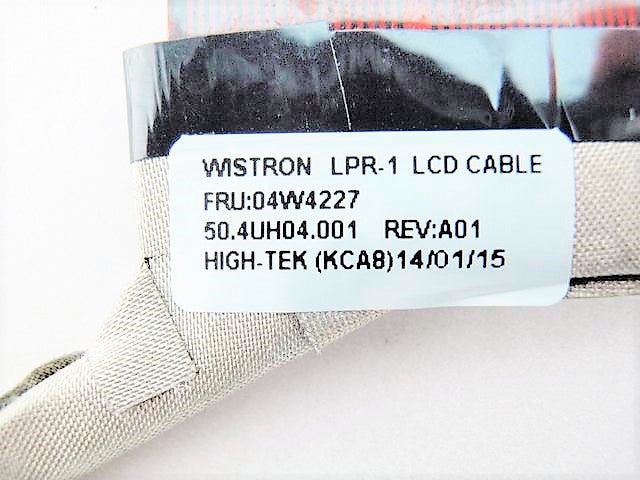 WISTRON LPR-1 LCD CABLE
FRU:04W4227
50.4UH04.001 REV:A01
HIGH-TEK (KCA8)14/01/15